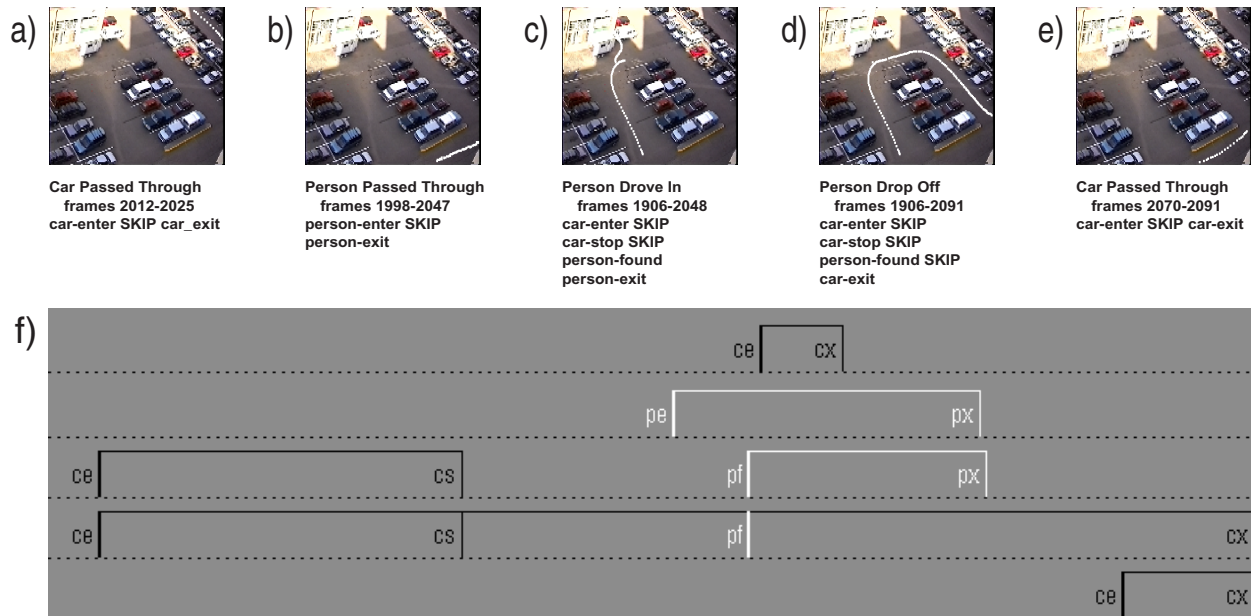 a)
b)
c)
d)
e)
Car Passed Through
frames 2012-2025
car-enter SKIP car_exit
Person Passed Through
frames 1998-2047
person-enter SKIP
person-exit
Person Drove In
frames 1906-2048
car-enter SKIP
car-stop SKIP
person-found
person-exit
Person Drop Off
frames 1906-2091
car-enter SKIP
car-stop SKIP
person-found SKIP
car-exit
Car Passed Through
frames 2070-2091
car-enter SKIP car-exit
f)
ce cx
pe px
ce cs pf px
ce cs pf cx
ce cx